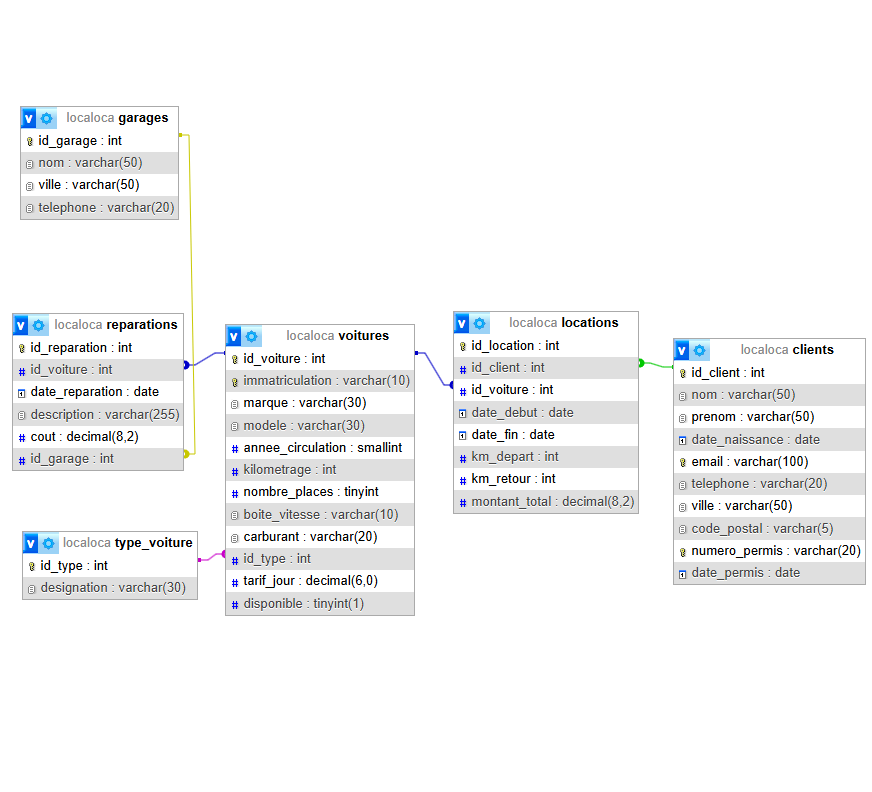 v localoca garages
id_garage : int
nom : varchar(50)
ville : varchar(50)
telephone : varchar(20)
v localoca reparations
id_reparation : int
# id_voiture : int
date_reparation : date
description : varchar(255)
# cout : decimal(8,2)
# id_garage : int
v localoca type_voiture
id_type : int
designation : varchar(30)
v localoca voitures
id_voiture : int
immatriculation : varchar(10)
marque : varchar(30)
modele : varchar(30)
# annee_circulation : smallint
# kilometrage : int
# nombre_places : tinyint
boite_vitesse : varchar(10)
carburant : varchar(20)
# id_type : int
# tarif_jour : decimal(6,0)
# disponible : tinyint(1)
v localoca locations
id_location : int
# id_client : int
# id_voiture : int
date_debut : date
date_fin : date
# km_depart : int
# km_retour : int
# montant_total : decimal(8,2)
v localoca clients
id_client : int
nom : varchar(50)
prenom : varchar(50)
date_naissance : date
email : varchar(100)
telephone : varchar(20)
ville : varchar(50)
code_postal : varchar(5)
numero_permis : varchar(20)
date_permis : date